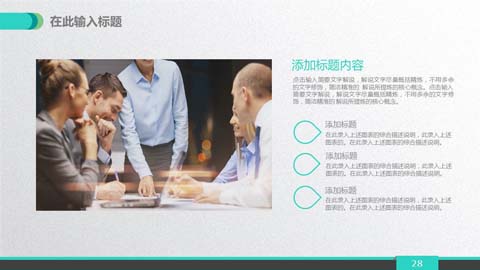 在此输入标题
添加标题内容
点击输入简要文字解说，解说文字尽量概括精炼，不用多余
的文字修饰，简洁精准的 解说所提炼的核心概念。点击输入
简要文字解说，解说文字尽量概括精炼，不用多余的文字修
饰，简洁精准的 解说所提炼的核心概念。
添加标题
在此录入上述图表的综合描述说明，此录入上述
图表的。在此录入上述图表的综合描述说明。
添加标题
在此录入上述图表的综合描述说明，此录入上述
图表的。在此录入上述图表的综合描述说明。
添加标题
在此录入上述图表的综合描述说明，此录入上述
图表的。在此录入上述图表的综合描述说明。
28